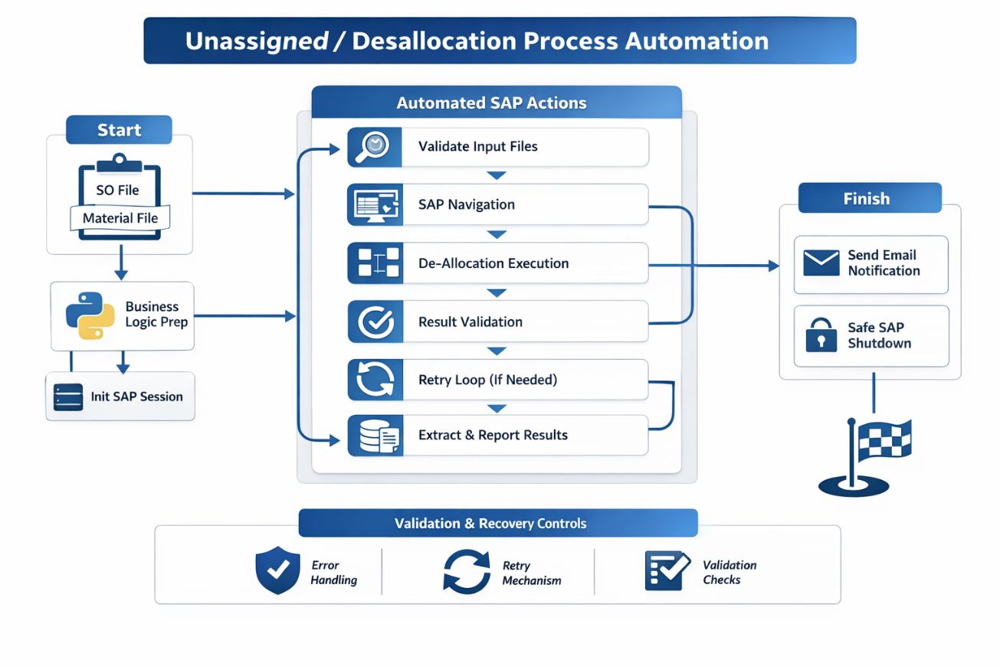 Unassigned / Desallocation Process Automation
Start
SO File
Material File
Business
Logic Prep
Init SAP Session
Automated SAP Actions
Validate Input Files
SAP Navigation
De-Allocation Execution
Result Validation
Retry Loop (If Needed)
Extract & Report Results
Finish
Send Email
Notification
Safe SAP
Shutdown
Validation & Recovery Controls
Error
Handling
Retry
Mechanism
Validation
Checks